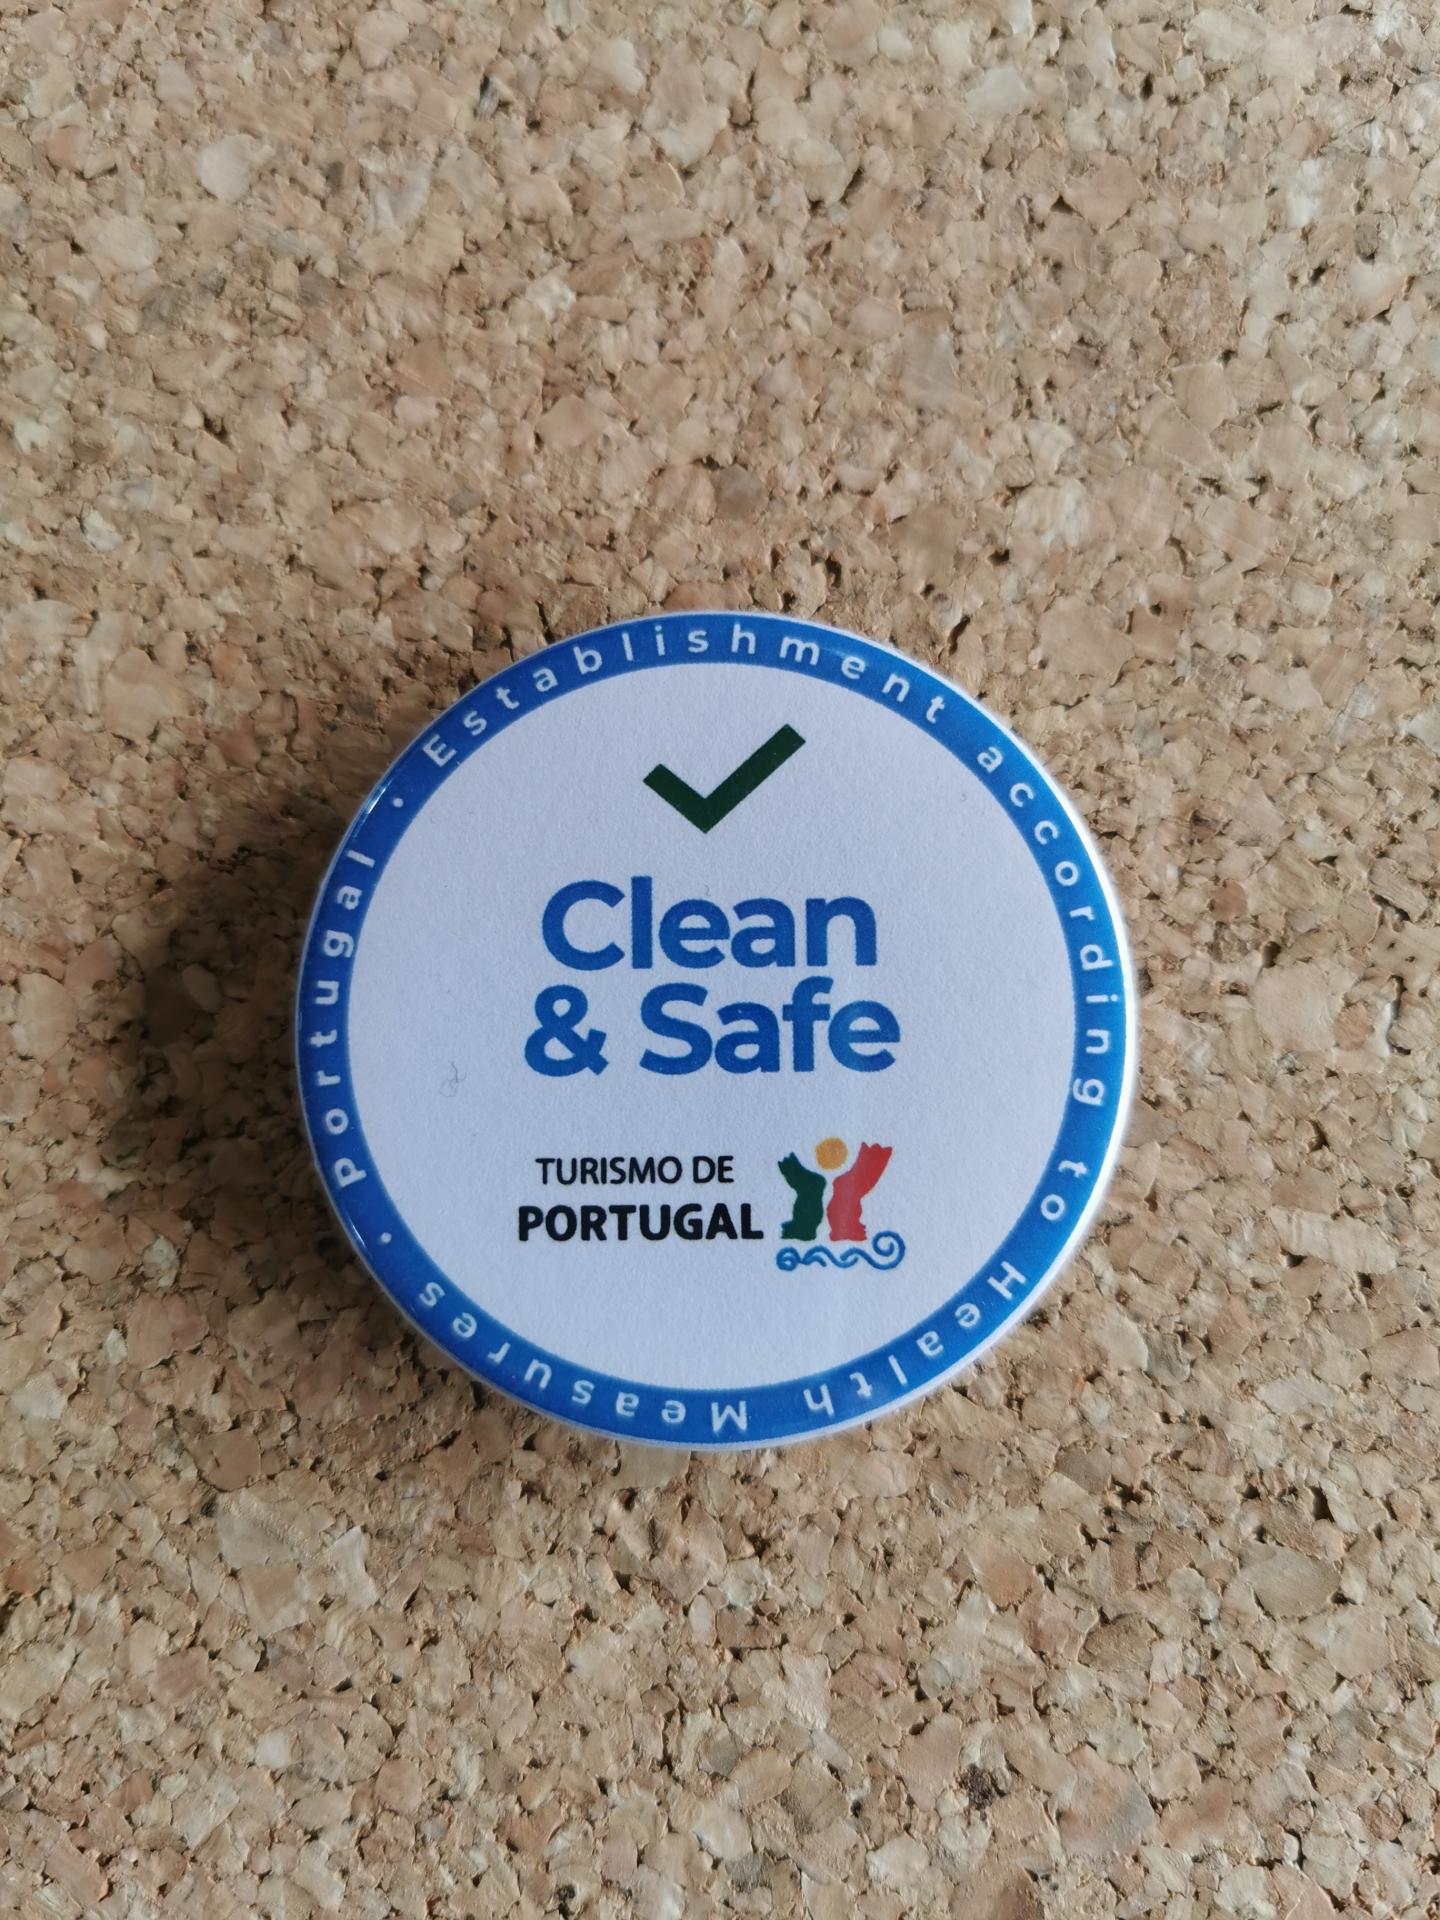 Establishment according to Health Measures · Portugal ·
Clean
& Safe
TURISMO DE
PORTUGAL